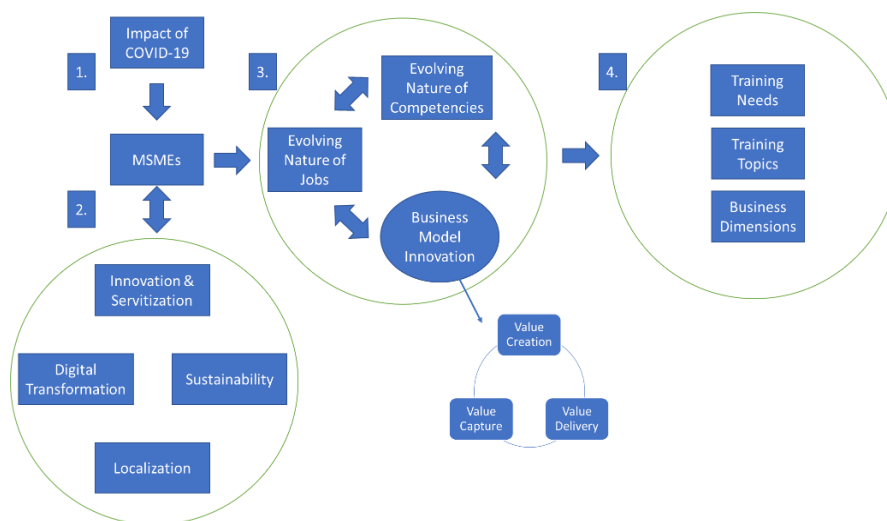 1.
Impact of
COVID-19
MSMEs
2.
Innovation &
Servitization
Digital
Transformation
Sustainability
Localization
3.
Evolving
Nature of
Competencies
Evolving
Nature of
Jobs
Business
Model
Innovation
Value
Creation
Value
Capture
Value
Delivery
4.
Training
Needs
Training
Topics
Business
Dimensions